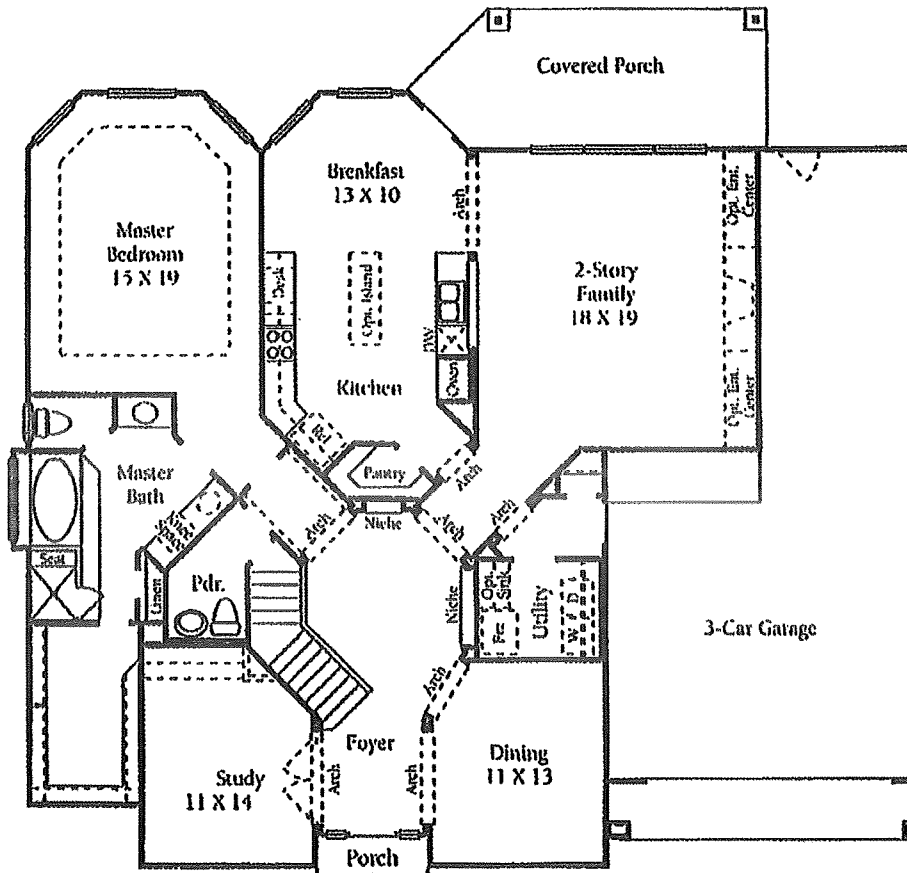 Covered Porch
Breakfast
13 X 10
Arch
Opt. Ent.
Center
Master
Bedroom
15 X 19
2-Story
Family
18 X 19
Desk
Opt. Island
DW
Oven
Kitchen
Opt. Ent.
Center
Ref
Pantry
Arch
Master
Bath
Knee
Space
Arch
Niche
Arch
Arch
Seat
Linen
Pdr.
Niche
Opt.
Sink
Frz
Utility
W
D
3-Car Garage
Arch
Foyer
Study
11 X 14
Arch
Arch
Dining
11 X 13
Porch